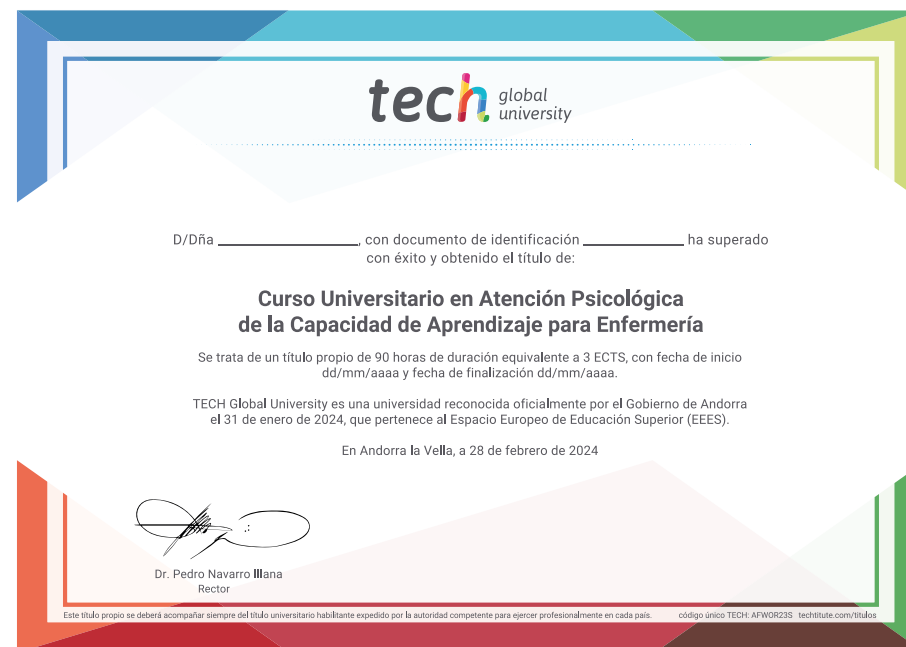 tech global university
D/Dña ____________________, con documento de identificación ______________ ha superado
con éxito y obtenido el título de:
Curso Universitario en Atención Psicológica
de la Capacidad de Aprendizaje para Enfermería
Se trata de un título propio de 90 horas de duración equivalente a 3 ECTS, con fecha de inicio
dd/mm/aaaa y fecha de finalización dd/mm/aaaa.
TECH Global University es una universidad reconocida oficialmente por el Gobierno de Andorra
el 31 de enero de 2024, que pertenece al Espacio Europeo de Educación Superior (EEES).
En Andorra la Vella, a 28 de febrero de 2024
Dr. Pedro Navarro Illana
Rector
Este título propio se deberá acompañar siempre del título universitario habilitante expedido por la autoridad competente para ejercer profesionalmente en cada país. código único TECH: AFWOR23S techtitute.com/titulos